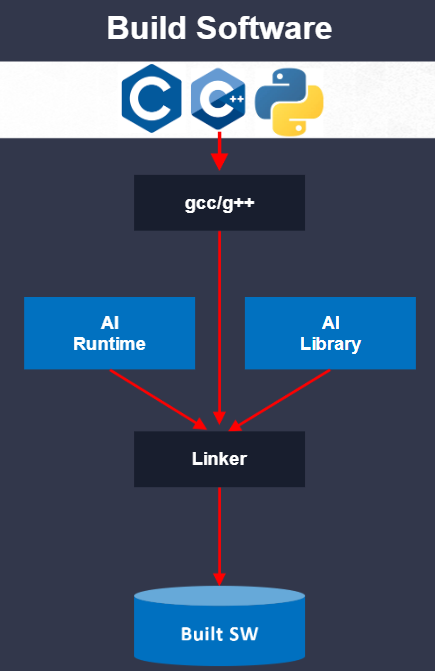 Build Software
C
C++
gcc/g++
AI
Runtime
AI
Library
Linker
Built SW